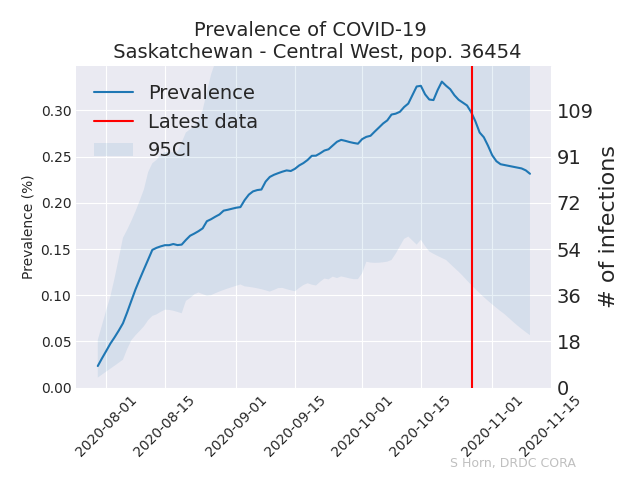 Prevalence of COVID-19
Saskatchewan - Central West, pop. 36454
Prevalence
Latest data
95CI
Prevalence (%)
0.30
0.25
0.20
0.15
0.10
0.05
0.00
109
91
72
54
36
18
0
# of infections
2020-08-01
2020-08-15
2020-09-01
2020-09-15
2020-10-01
2020-10-15
2020-11-01
2020-11-15
S Horn, DRDC CORA